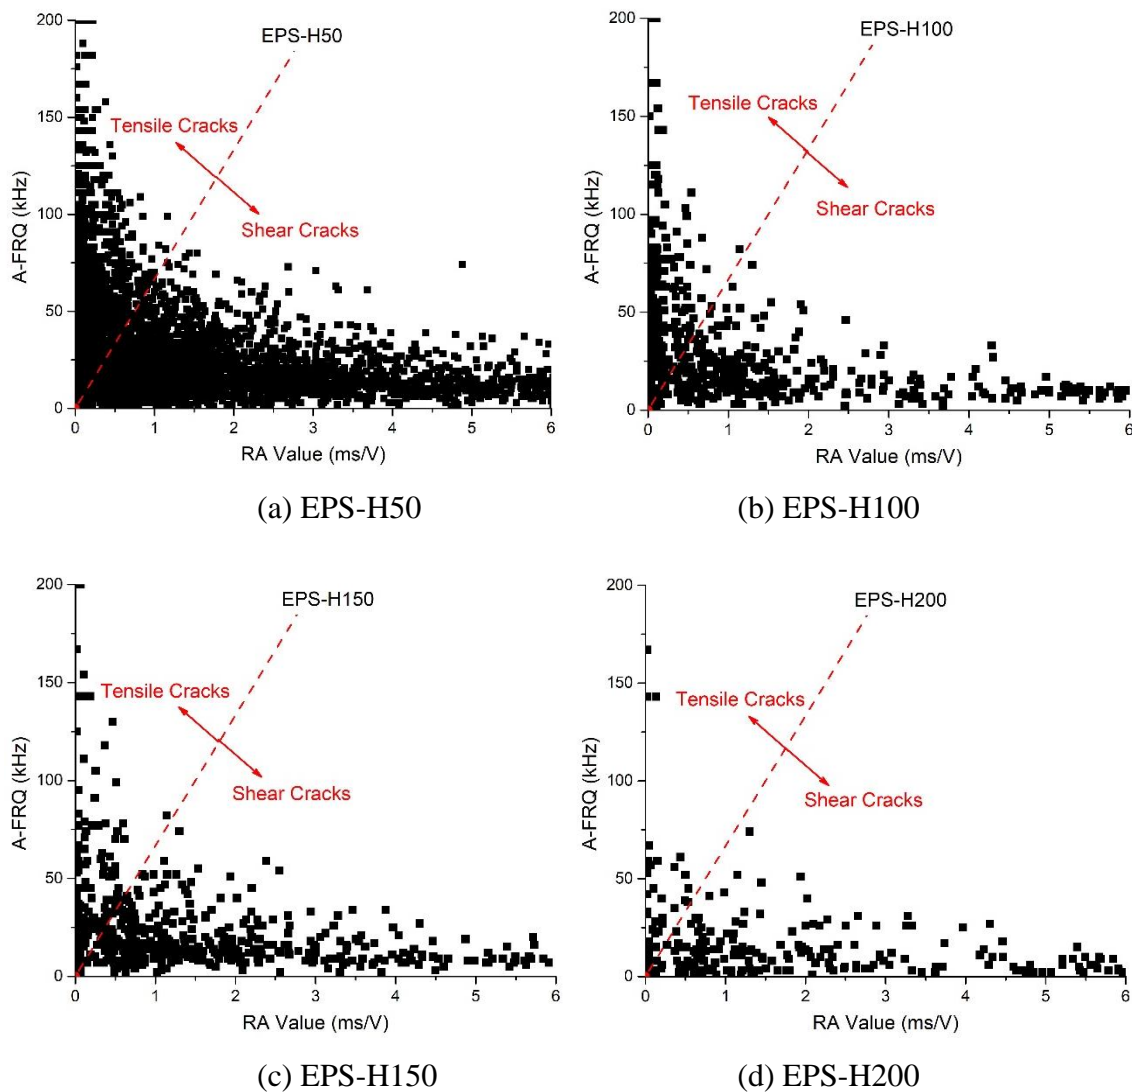 EPS-H50
Tensile Cracks
Shear Cracks
A-FRQ (kHz)
200
150
100
50
0
0 1 2 3 4 5 6
RA Value (ms/V)
(a) EPS-H50
EPS-H100
Tensile Cracks
Shear Cracks
A-FRQ (kHz)
200
150
100
50
0
0 1 2 3 4 5 6
RA Value (ms/V)
(b) EPS-H100
EPS-H150
Tensile Cracks
Shear Cracks
A-FRQ (kHz)
200
150
100
50
0
0 1 2 3 4 5 6
RA Value (ms/V)
(c) EPS-H150
EPS-H200
Tensile Cracks
Shear Cracks
A-FRQ (kHz)
200
150
100
50
0
0 1 2 3 4 5 6
RA Value (ms/V)
(d) EPS-H200